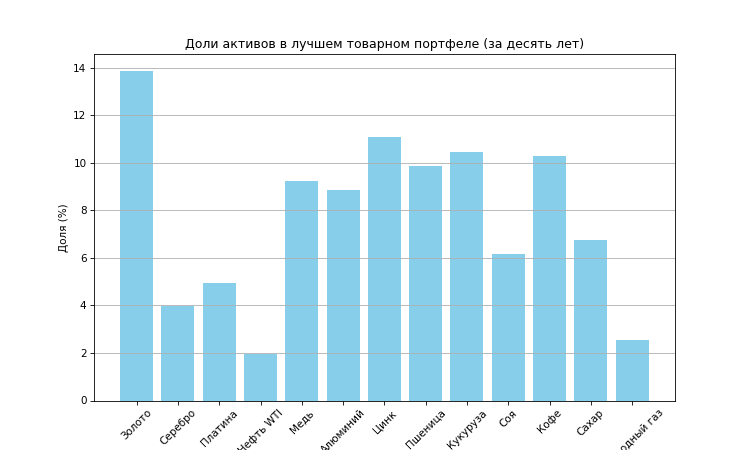 Доли активов в лучшем товарном портфеле (за десять лет)
Доля (%)
14
12
10
8
6
4
2
0
Золото
Серебро
Платина
Нефть WTI
Медь
Алюминий
Цинк
Пшеница
Кукуруза
Соя
Кофе
Сахар
газ